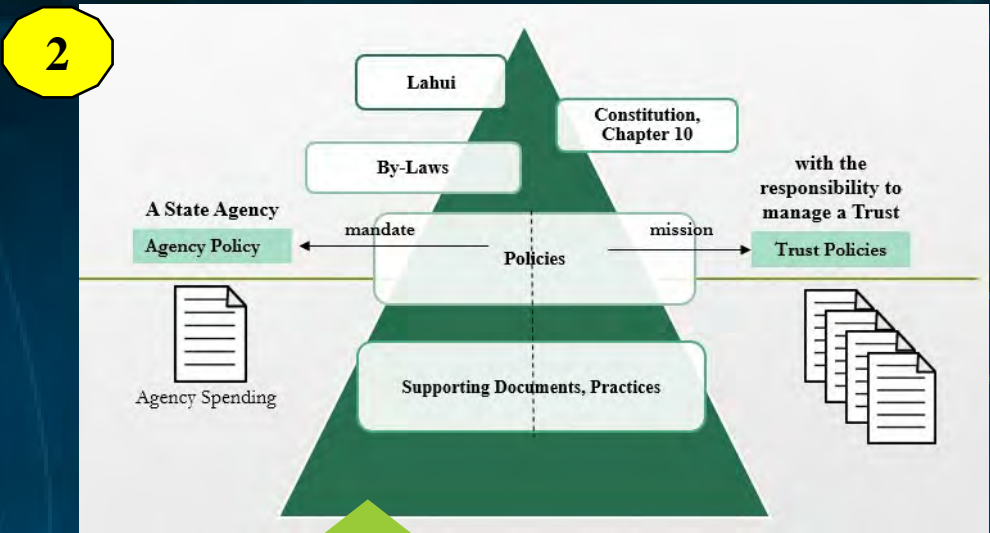 2
Lahui
Constitution,
Chapter 10
By-Laws
with the
responsibility to
manage a Trust
A State Agency
Agency Policy
mandate
Policies
mission
Trust Policies
Supporting Documents, Practices
Agency Spending